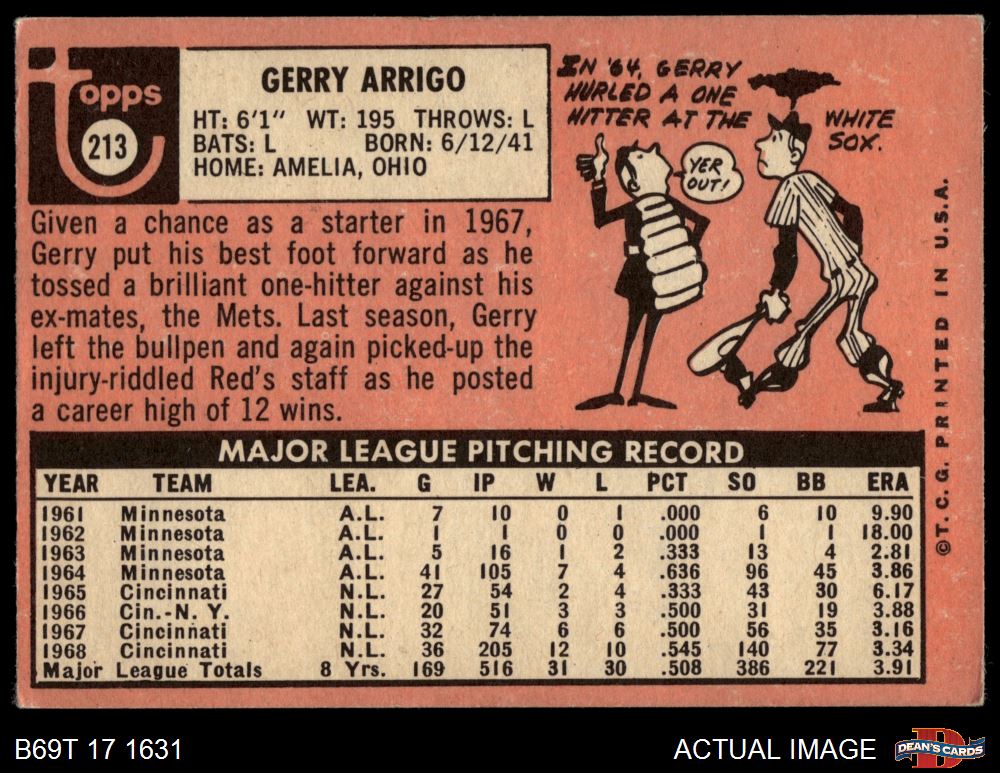 Topps
213
GERRY ARRIGO
HT: 6'1" WT: 195 THROWS: L
BATS: L BORN: 6/12/41
HOME: AMELIA, OHIO
Given a chance as a starter in 1967,
Gerry put his best foot forward as he
tossed a brilliant one-hitter against his
ex-mates, the Mets. Last season, Gerry
left the bullpen and again picked-up the
injury-riddled Red's staff as he posted
a career high of 12 wins.
IN '64, GERRY
HURLED A ONE
HITTER AT THE WHITE
SOX.
YER
OUT!
MAJOR LEAGUE PITCHING RECORD
YEAR TEAM LEA. G IP W L PCT SO BB ERA
1961 Minnesota A.L. 7 10 0 1 .000 6 10 9.90
1962 Minnesota A.L. 1 1 0 0 .000 1 1 18.00
1963 Minnesota A.L. 5 16 1 2 .333 13 4 2.81
1964 Minnesota A.L. 41 105 7 4 .636 96 45 3.86
1965 Cincinnati N.L. 27 54 2 4 .333 43 30 6.17
1966 Cin.-N. Y. N.L. 20 51 3 3 .500 31 19 3.88
1967 Cincinnati N.L. 32 74 6 6 .500 56 35 3.16
1968 Cincinnati N.L. 36 205 12 10 .545 140 77 3.34
Major League Totals 8 Yrs. 169 516 31 30 .508 386 221 3.91
©T. C. G. PRINTED IN U.S.A.
B69T 17 1631
ACTUAL IMAGE
DEAN'S CARDS